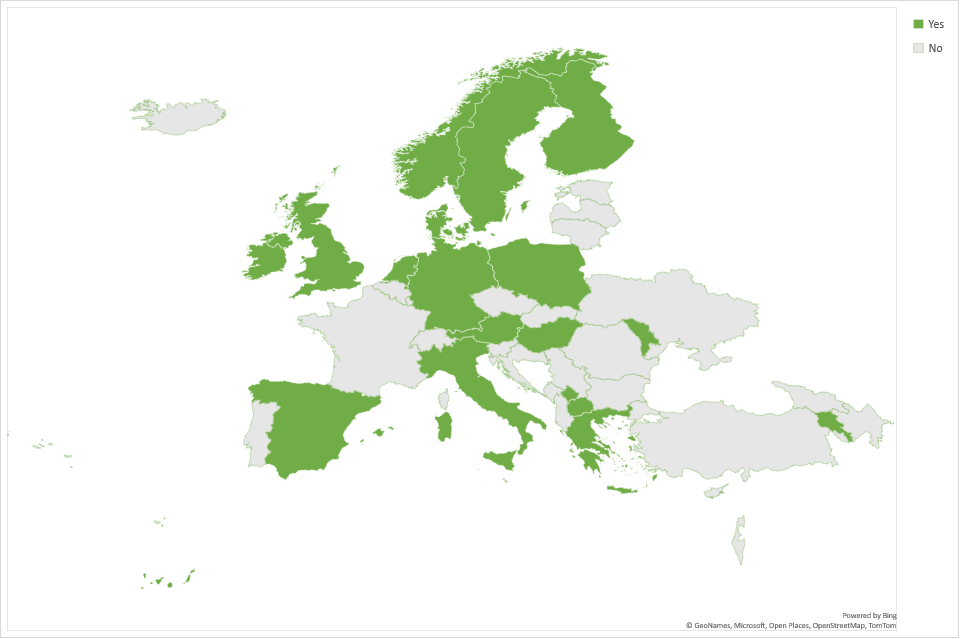 Yes
No
Powered by Bing
© GeoNames, Microsoft, Open Places, OpenStreetMap, TomTom